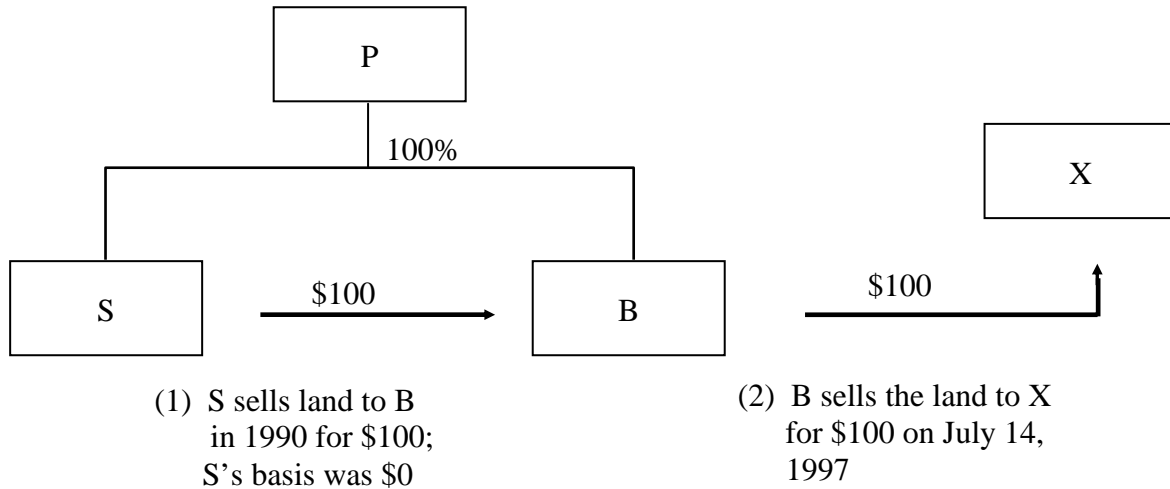 P
100%
X
S
$100
B
$100
(1) S sells land to B
in 1990 for $100;
S’s basis was $0
(2) B sells the land to X
for $100 on July 14,
1997